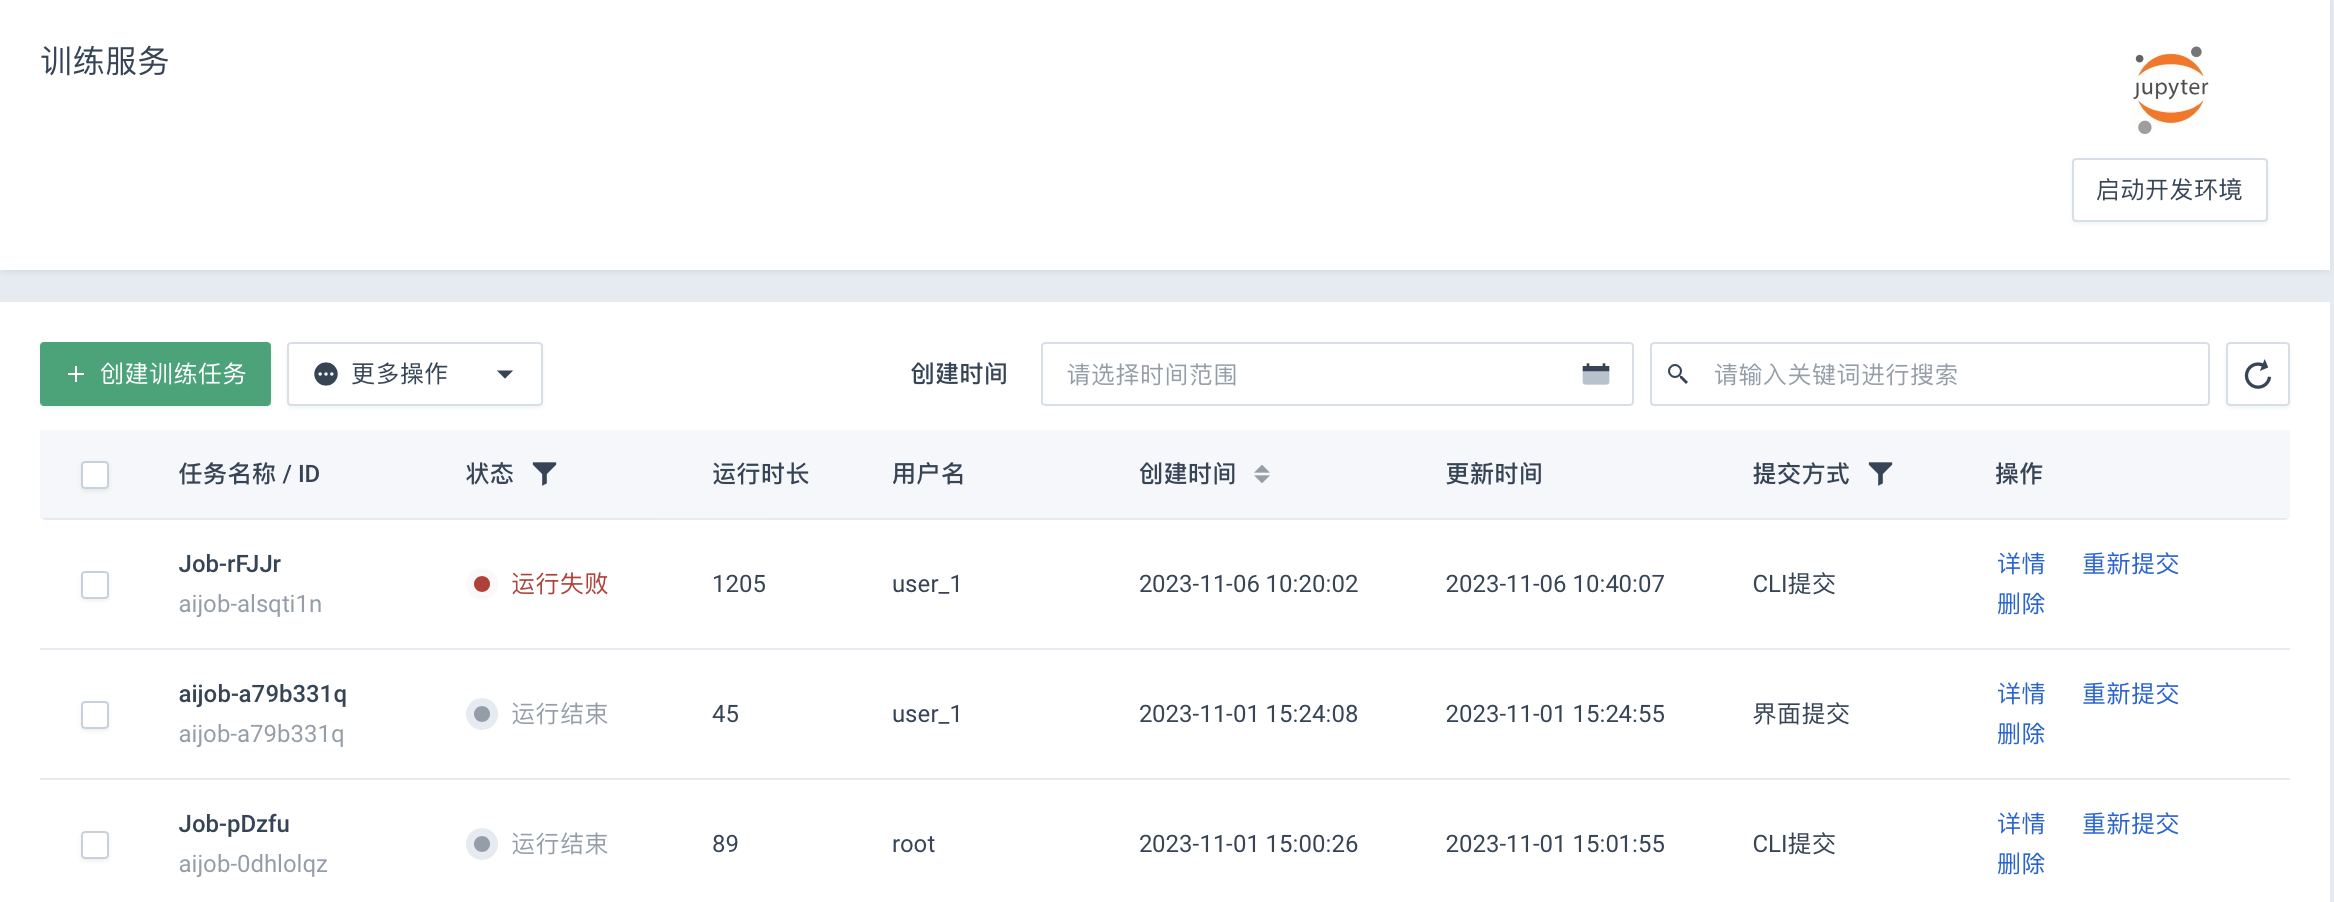 训练服务
jupyter
启动开发环境
创建训练任务 更多操作 创建时间 请选择时间范围 请输入关键词进行搜索
任务名称 / ID 状态 运行时长 用户名 创建时间 更新时间 提交方式 操作
Job-rFJJr 详情 重新提交
运行失败 1205 user_1 2023-11-06 10:20:02 2023-11-06 10:40:07 CLI提交
aijob-alsqti1n 删除
aijob-a79b331q 详情 重新提交
运行结束 45 user_1 2023-11-01 15:24:08 2023-11-01 15:24:55 界面提交
aijob-a79b331q 删除
Job-pDzfu 详情 重新提交
运行结束 89 root 2023-11-01 15:00:26 2023-11-01 15:01:55 CLI提交
aijob-0dhlolqz 删除